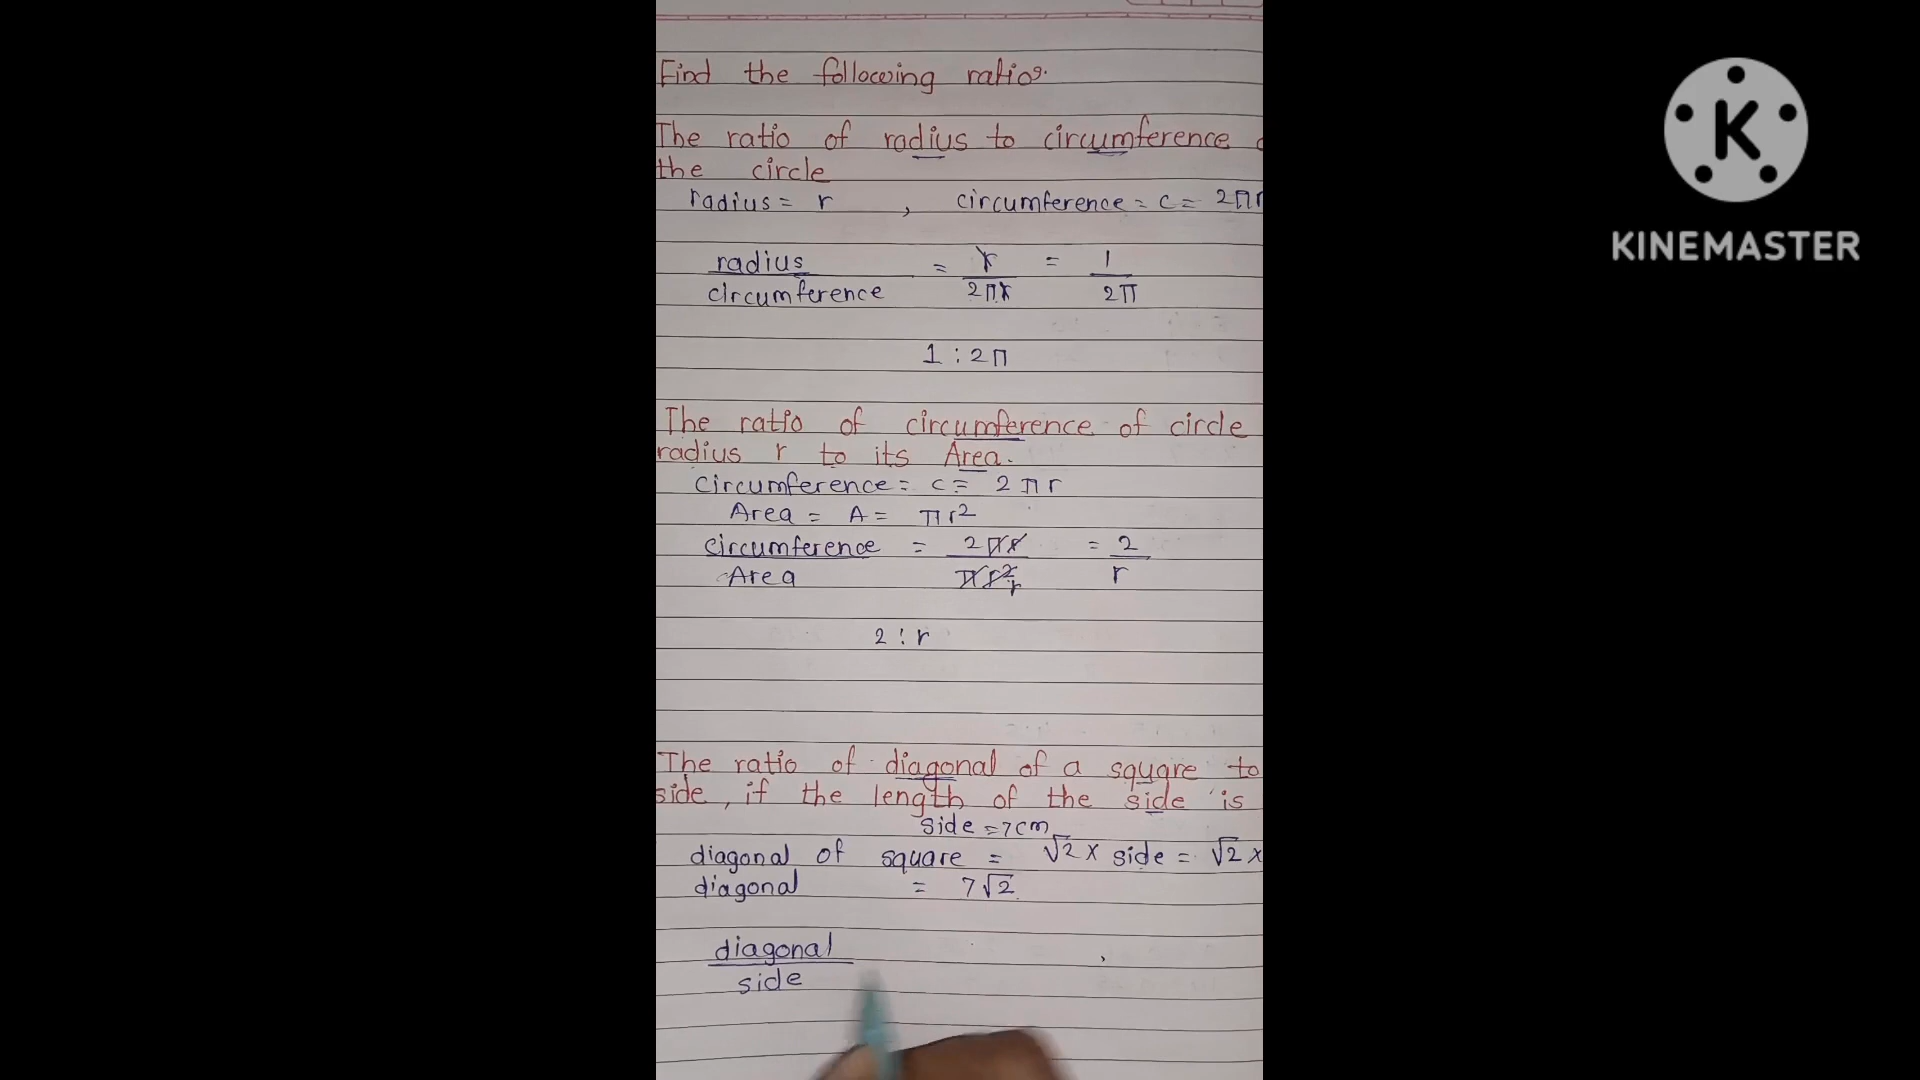 Find the following ratios.
The ratio of radius to circumference
the circle
radius = r , circumference = c = 2πr
radius / circumference = r / 2πr = 1 / 2π
1 : 2π
The ratio of circumference of circle
radius r to its Area.
circumference = c = 2πr
Area = A = πr²
circumference / Area = 2πr / πr² r = 2 / r
2 : r
The ratio of diagonal of a square to
side, if the length of the side is
side = 7cm
diagonal of square = √2 × side = √2 ×
diagonal = 7√2
diagonal / side
K
KINEMASTER